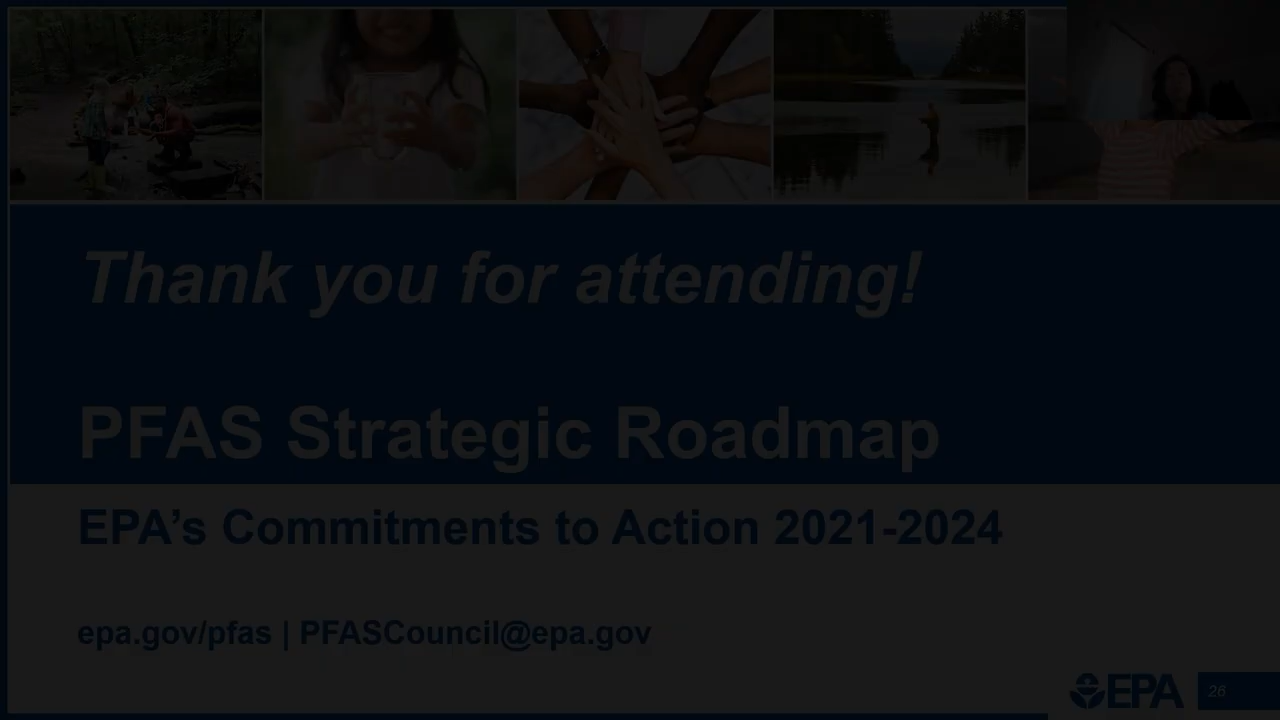 Thank you for attending!
PFAS Strategic Roadmap
EPA’s Commitments to Action 2021-2024
epa.gov/pfas | PFASCouncil@epa.gov
EPA
26